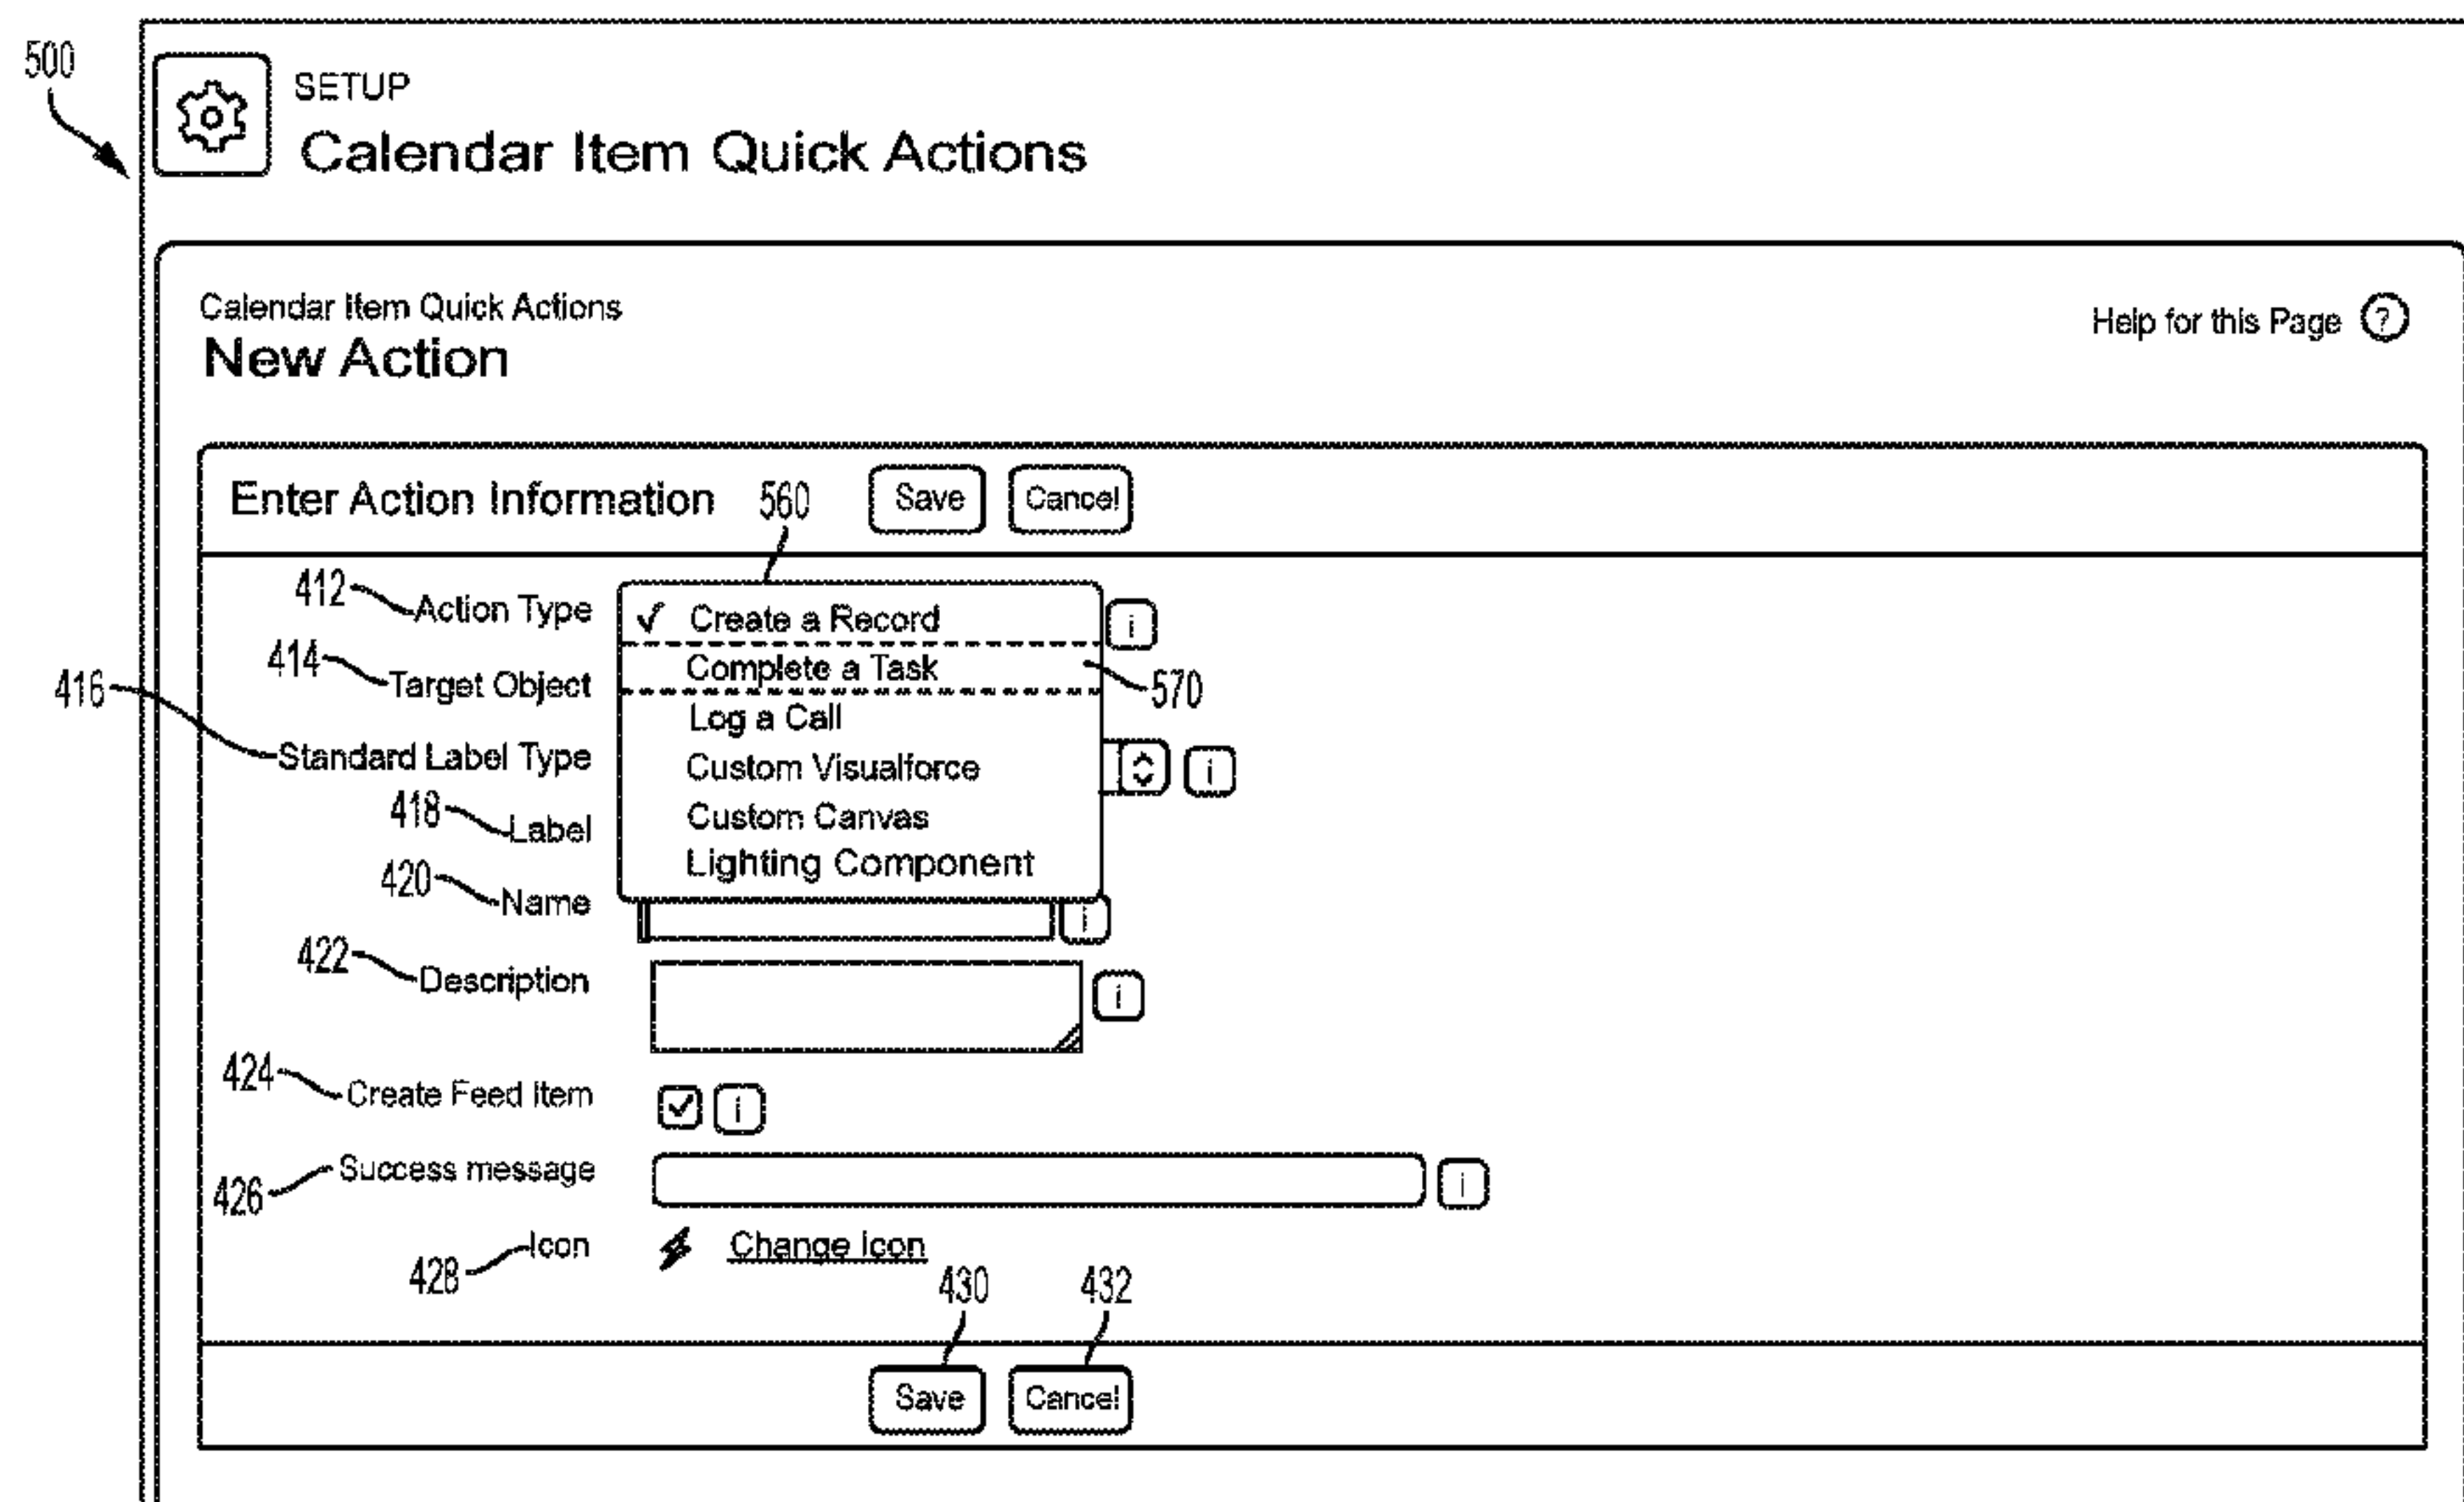 500
SETUP
Calendar Item Quick Actions
Calendar Item Quick Actions
Help for this Page ?
New Action
Enter Action Information 560 Save Cancel
412 Action Type ✓ Create a Record i
414 Target Object Complete a Task 570
416 Standard Label Type Log a Call
Custom Visualforce i
418 Label Custom Canvas
Lighting Component
420 Name i
422 Description i
424 Create Feed Item i
426 Success message i
428 Icon Change Icon
430 432
Save Cancel